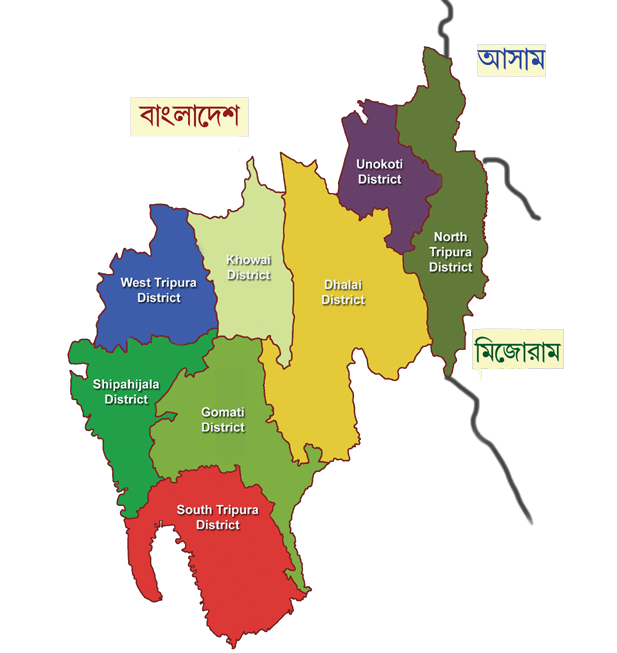 আসাম
বাংলাদেশ
Unokoti
District
North
Tripura
District
Khowai
District
West Tripura
District
Dhalai
District
মিজোরাম
Shipahijala
District
Gomati
District
South Tripura
District